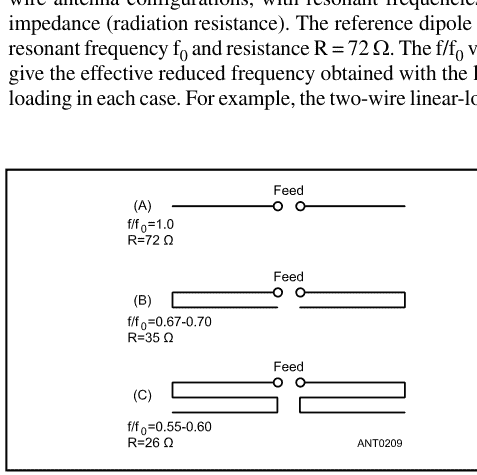 wire antenna configurations, with resonant frequencies
impedance (radiation resistance). The reference dipole
resonant frequency f0 and resistance R = 72 Ω. The f/f0 v
give the effective reduced frequency obtained with the l
loading in each case. For example, the two-wire linear-lo
Feed
(A)
f/f0=1.0
R=72 Ω
Feed
(B)
f/f0=0.67-0.70
R=35 Ω
Feed
(C)
f/f0=0.55-0.60
R=26 Ω
ANT0209